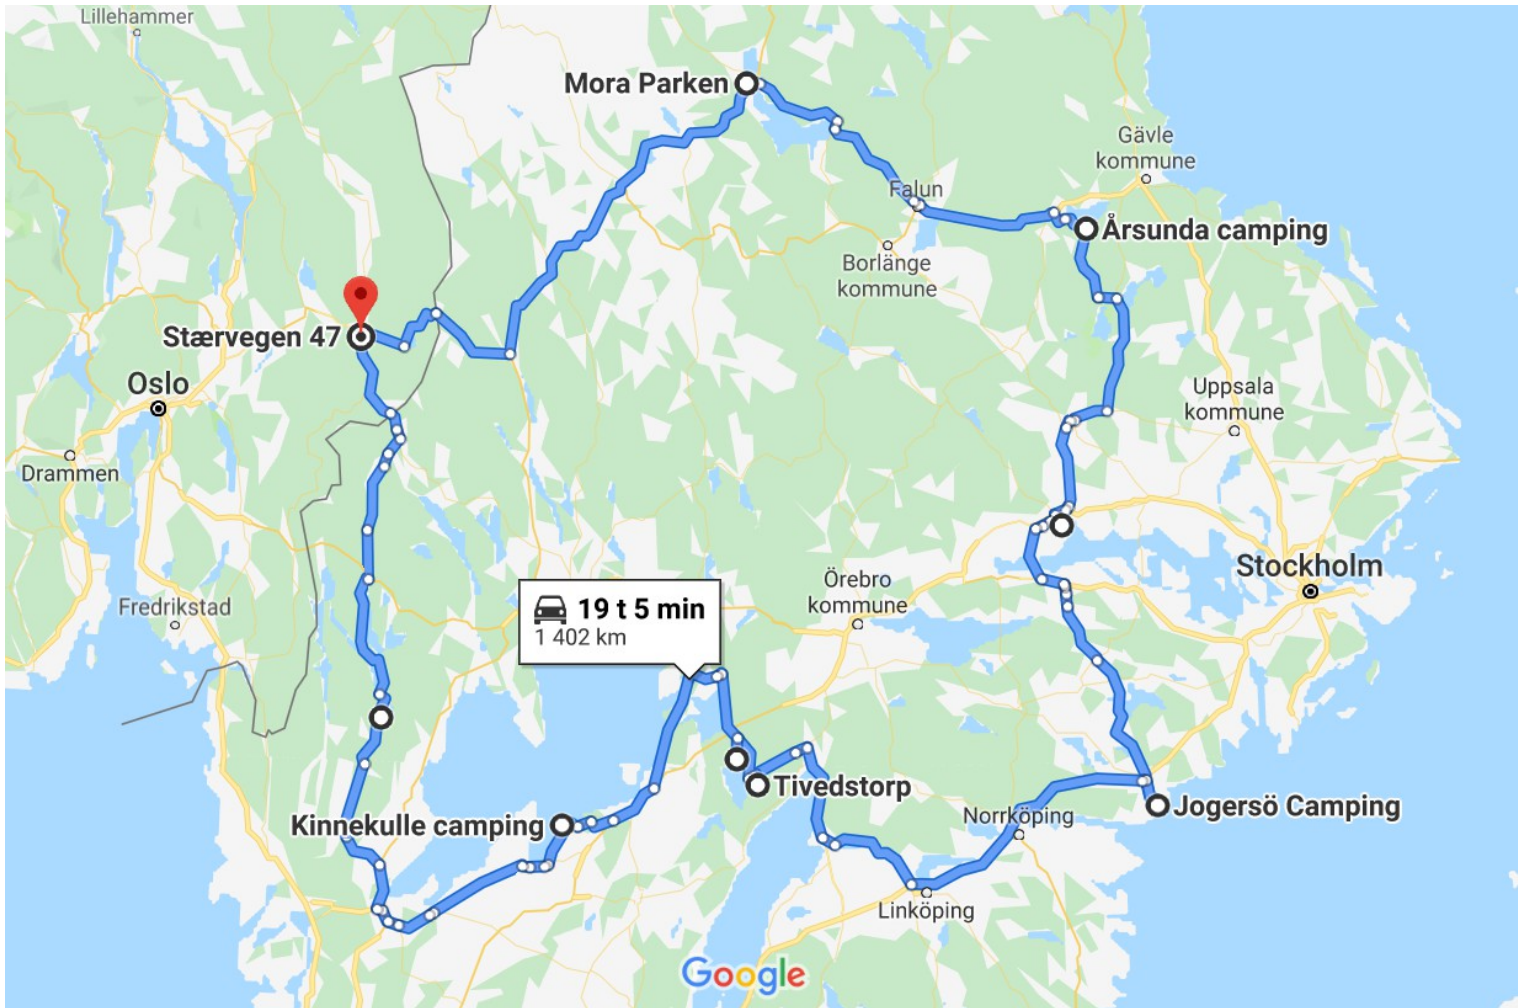 Lillehammer
Mora Parken
Gävle
kommune
Falun
Årsunda camping
Borlänge
kommune
Stærvegen 47
Oslo
Uppsala
kommune
Drammen
Stockholm
Örebro
kommune
Fredrikstad
19 t 5 min
1 402 km
Tivedstorp
Jogersö Camping
Norrköping
Kinnekulle camping
Linköping
Google